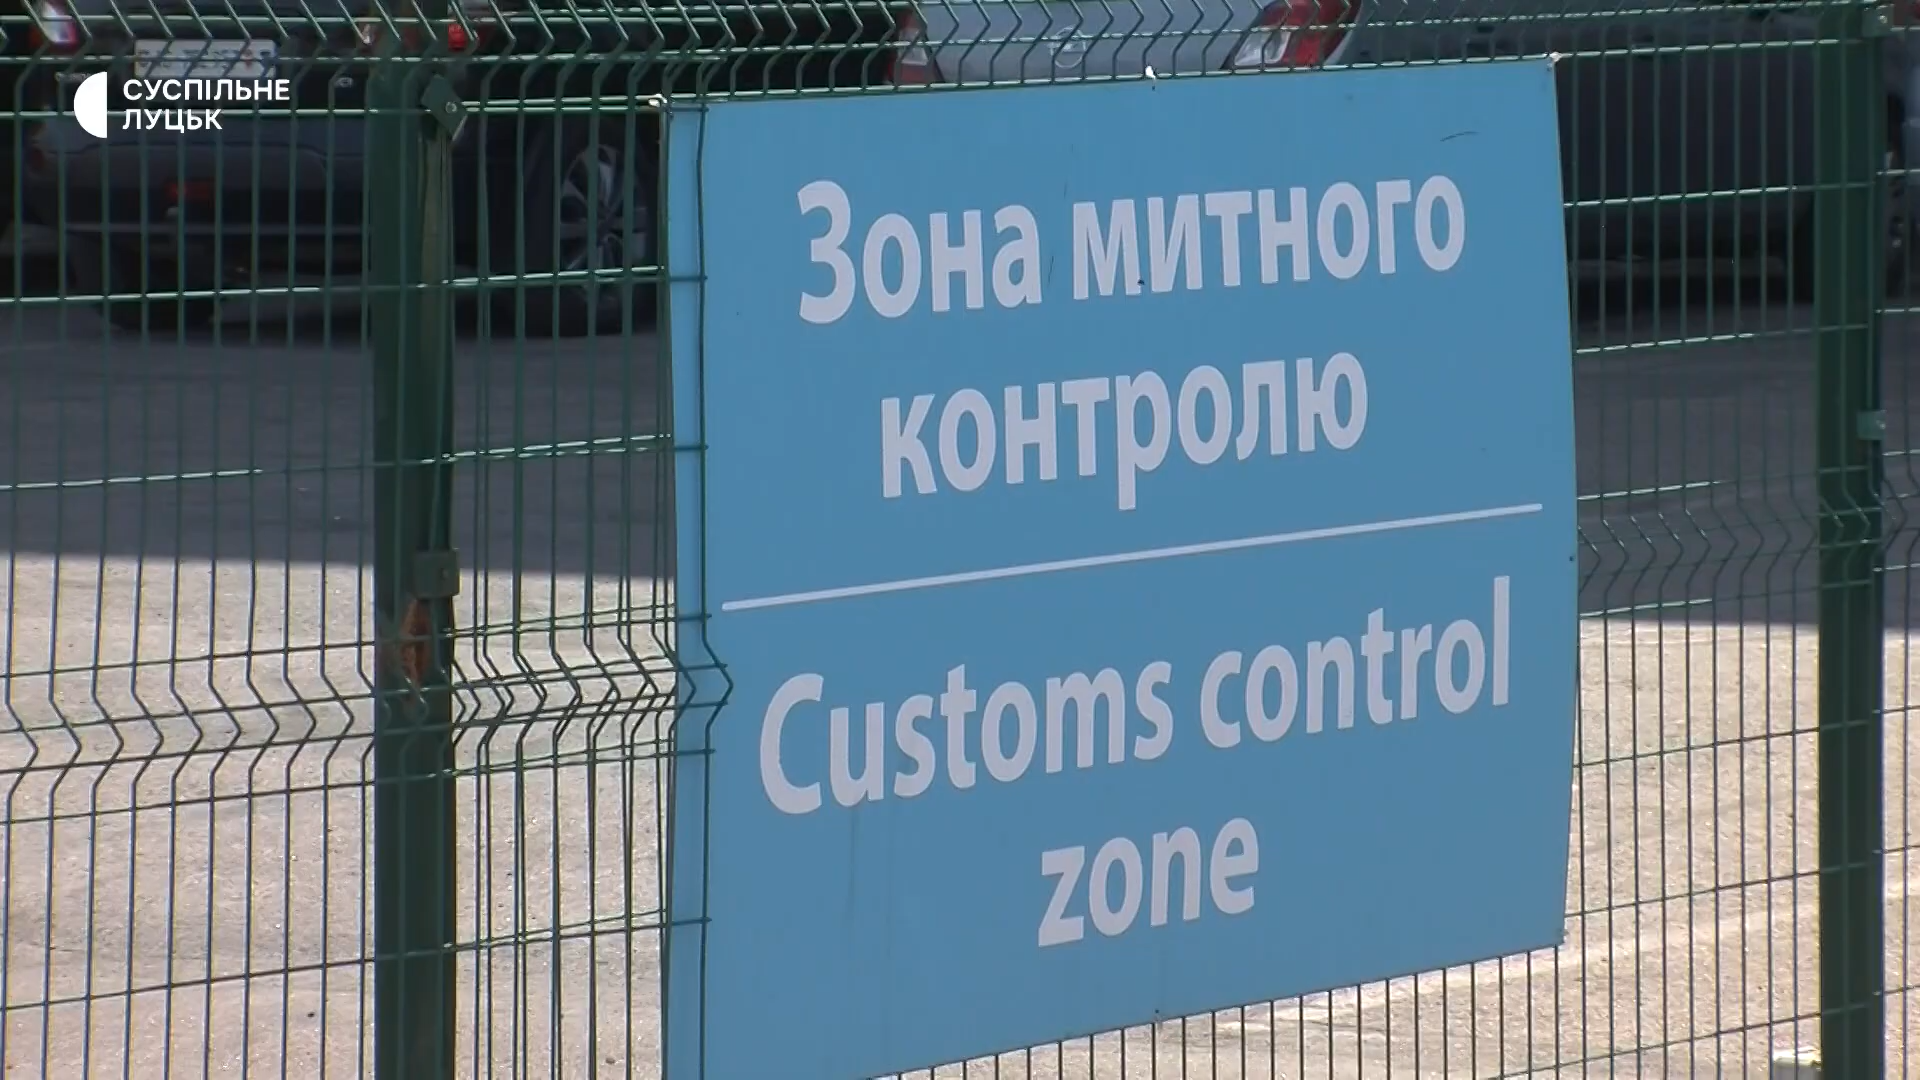 СУСПІЛЬНЕ
ЛУЦЬК
Зона митного
контролю
Customs control
zone